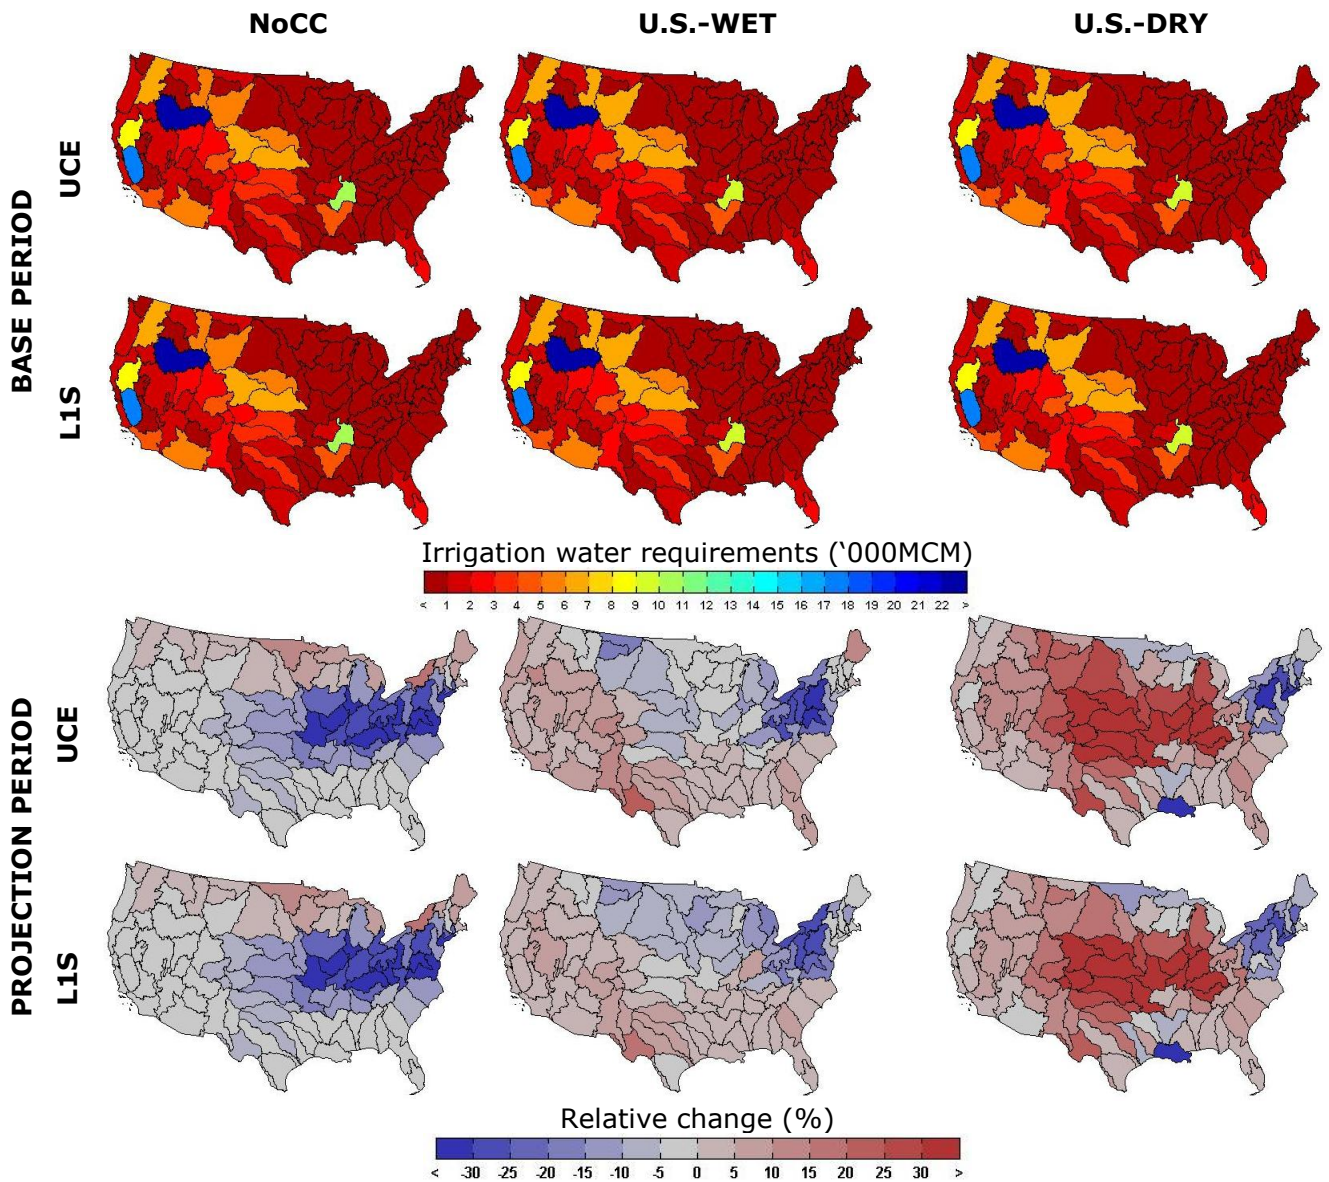 NoCC U.S.-WET U.S.-DRY
BASE PERIOD
UCE
L1S
Irrigation water requirements (‘000MCM)
< 1 2 3 4 5 6 7 8 9 10 11 12 13 14 15 16 17 18 19 20 21 22 >
PROJECTION PERIOD
UCE
L1S
Relative change (%)
< -30 -25 -20 -15 -10 -5 0 5 10 15 20 25 30 >